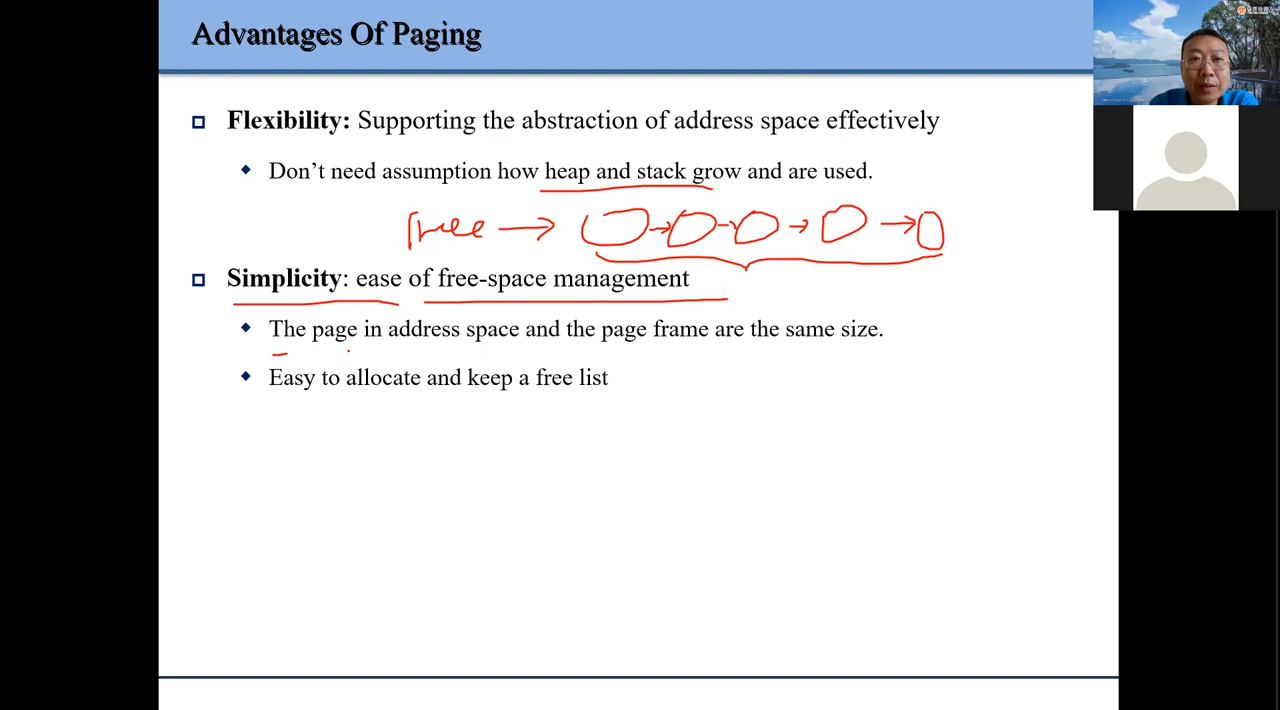 Advantages Of Paging
Flexibility: Supporting the abstraction of address space effectively
Don't need assumption how heap and stack grow and are used.
free
Simplicity: ease of free-space management
The page in address space and the page frame are the same size.
Easy to allocate and keep a free list